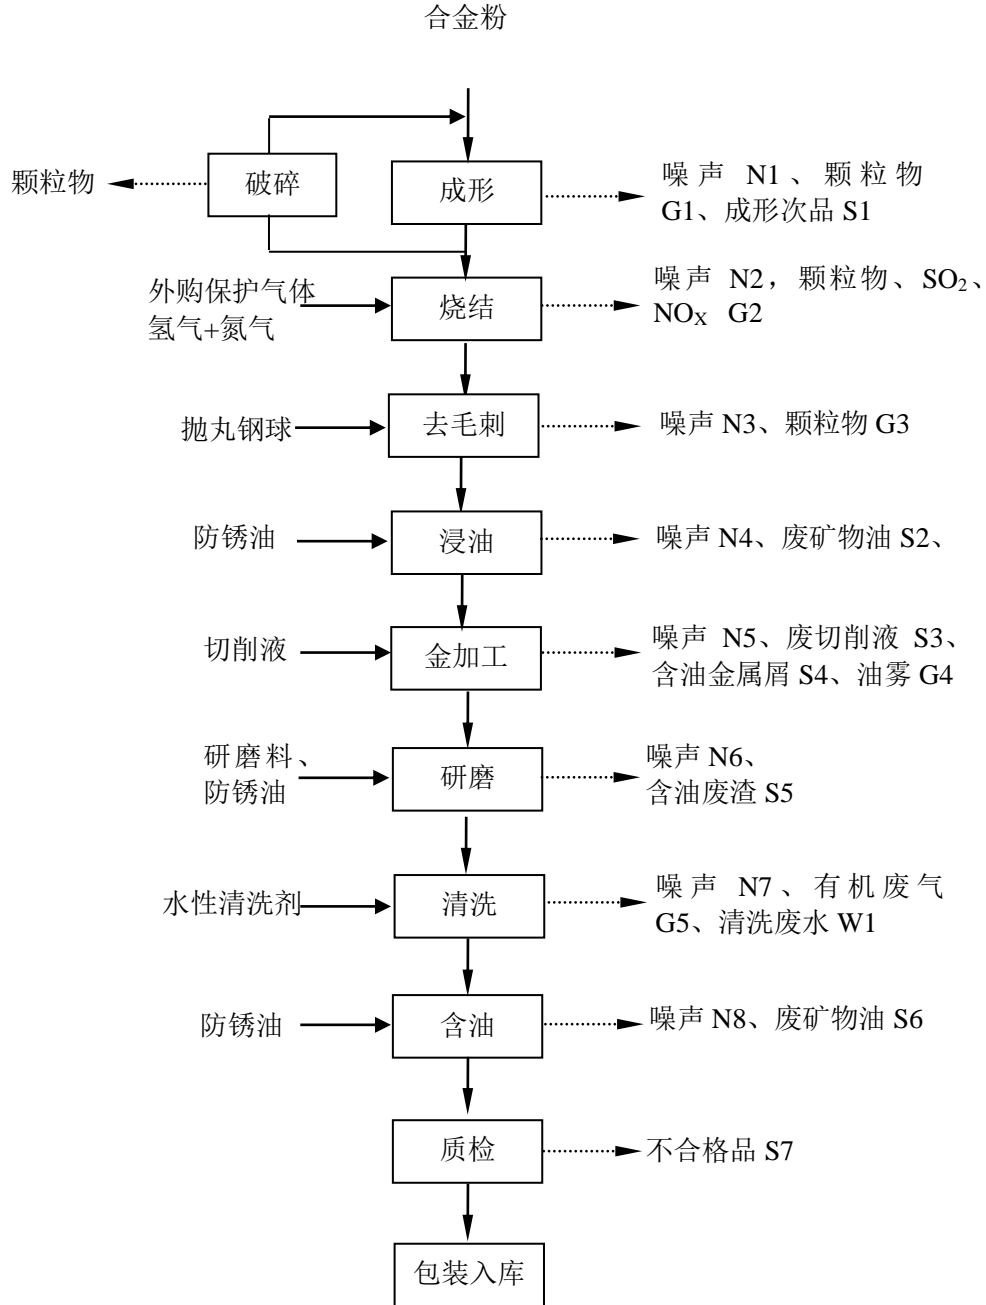 合金粉
颗粒物
破碎
成形
噪声 N1、颗粒物
G1、成形次品 S1
外购保护气体
氢气+氮气
烧结
噪声 N2，颗粒物、SO₂、
NOX G2
抛丸钢球
去毛刺
噪声 N3、颗粒物 G3
防锈油
浸油
噪声 N4、废矿物油 S2、
切削液
金加工
噪声 N5、废切削液 S3、
含油金属屑 S4、油雾 G4
研磨料、
防锈油
研磨
噪声 N6、
含油废渣 S5
水性清洗剂
清洗
噪声 N7、有机废气
G5、清洗废水 W1
防锈油
含油
噪声 N8、废矿物油 S6
质检
不合格品 S7
包装入库